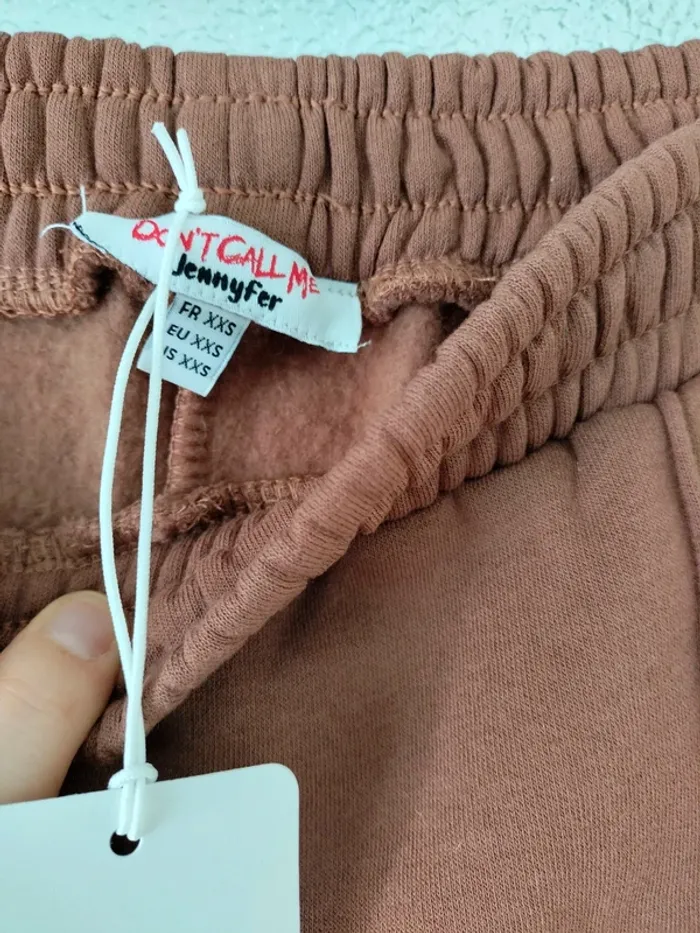 DON'T CALL ME
Jennyfer
FR XXS
EU XXS
US XXS